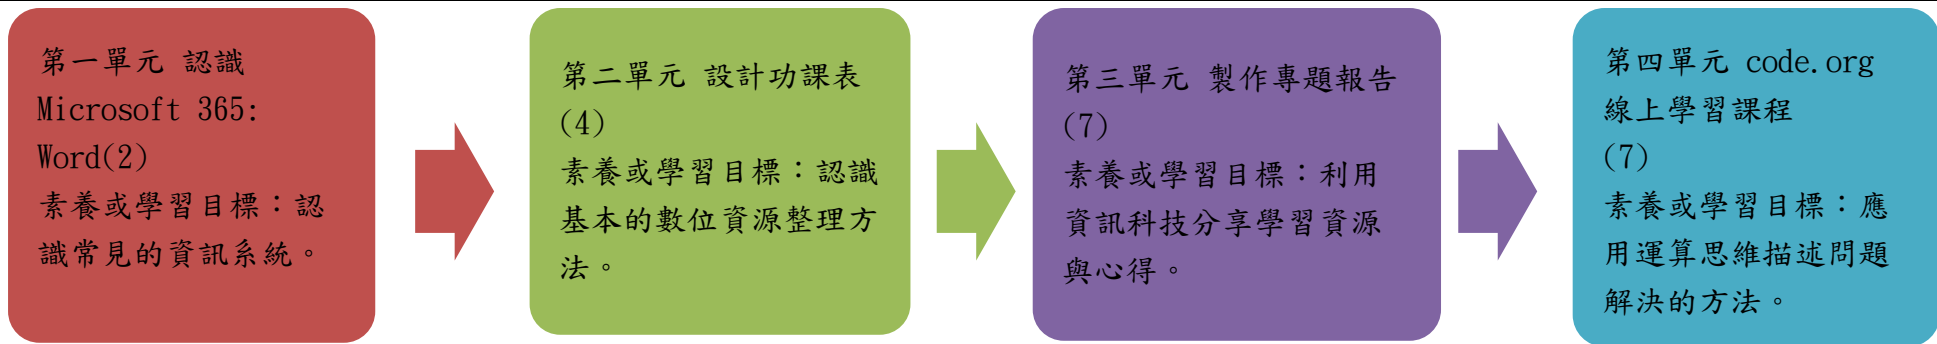 第一單元 認識
Microsoft 365:
Word(2)
素養或學習目標：認
識常見的資訊系統。
第二單元 設計功課表
(4)
素養或學習目標：認識
基本的數位資源整理方
法。
第三單元 製作專題報告
(7)
素養或學習目標：利用
資訊科技分享學習資源
與心得。
第四單元 code.org
線上學習課程
(7)
素養或學習目標：應
用運算思維描述問題
解決的方法。